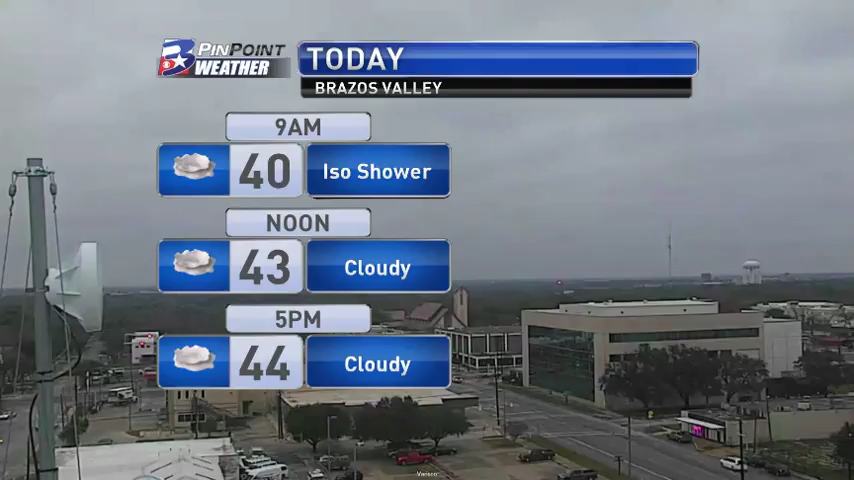 PINPOINT
WEATHER
TODAY
BRAZOS VALLEY
9AM
40
Iso Shower
NOON
43
Cloudy
5PM
44
Cloudy